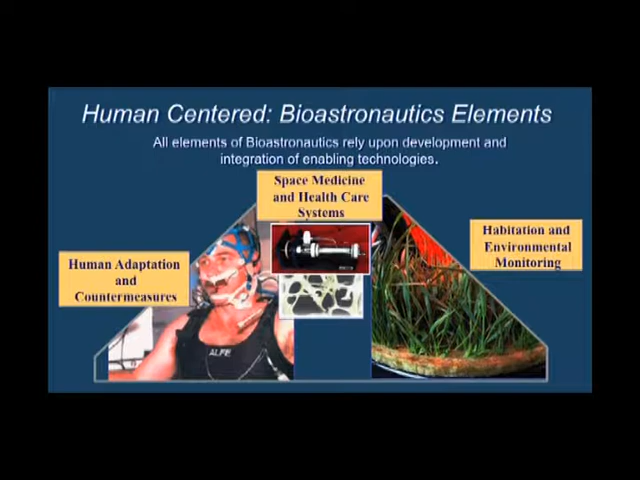 Human Centered: Bioastronautics Elements
All elements of Bioastronautics rely upon development and
integration of enabling technologies.
Space Medicine
and Health Care
Systems
Habitation and
Environmental
Monitoring
Human Adaptation
and
Countermeasures
ALFE